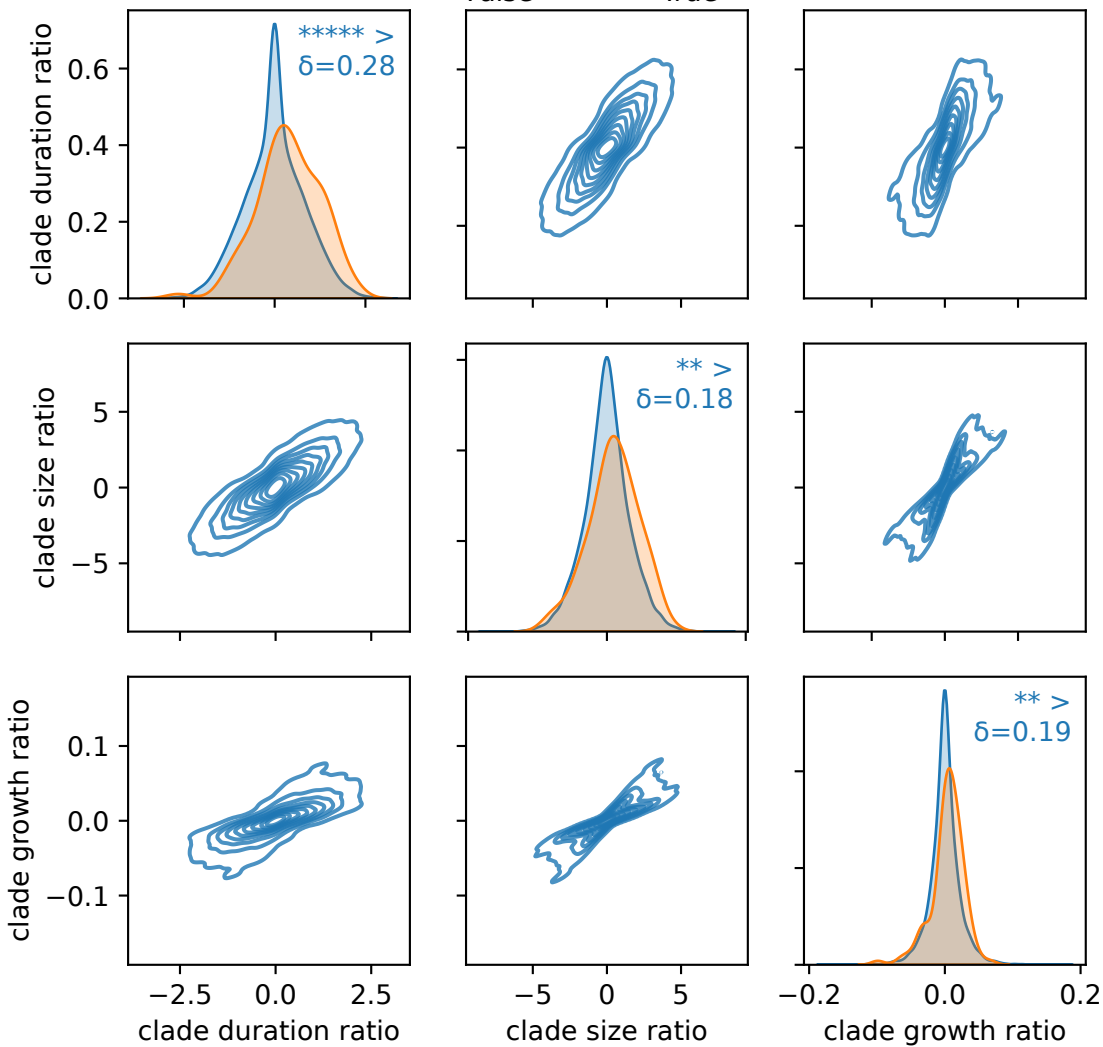 clade duration ratio
0.6
0.4
0.2
0.0
***** >
δ=0.28
clade size ratio
5
0
−5
** >
δ=0.18
clade growth ratio
0.1
0.0
−0.1
** >
δ=0.19
−2.5 0.0 2.5
−5 0 5
−0.2 0.0 0.2
clade duration ratio
clade size ratio
clade growth ratio